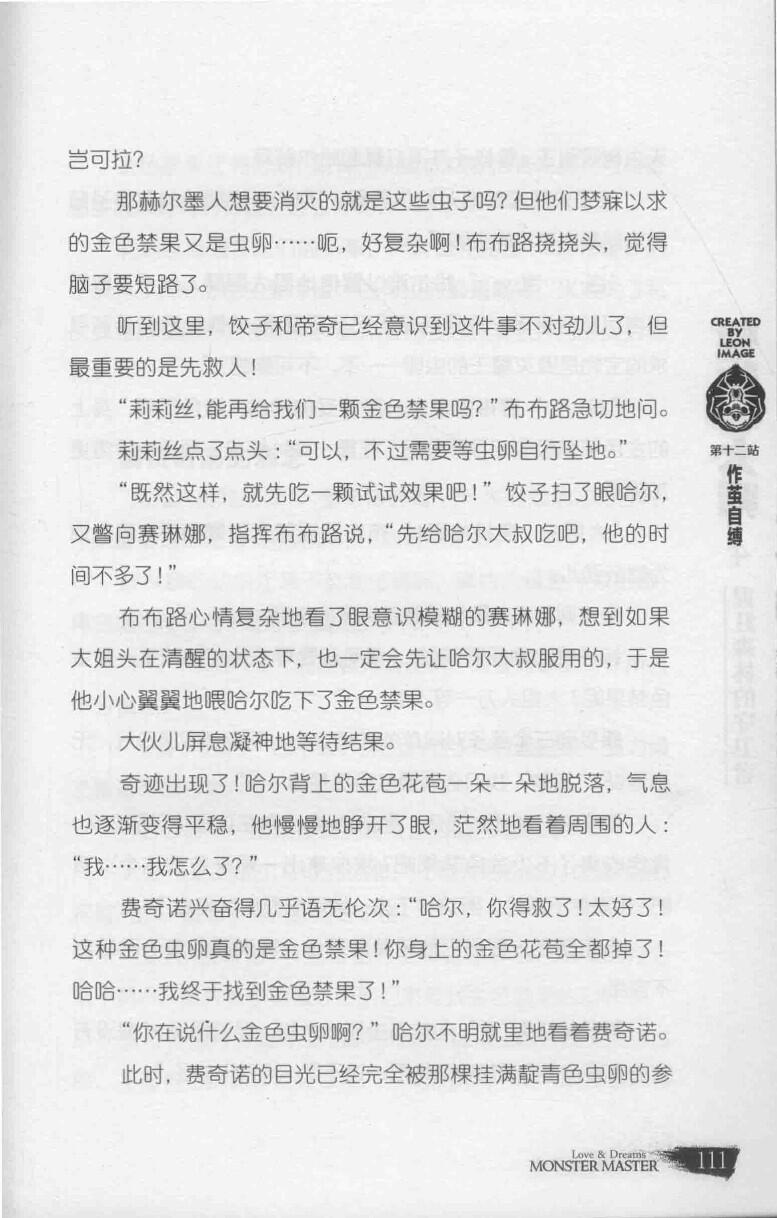 岂可拉?
那赫尔墨人想要消灭的就是这些虫子吗?但他们梦寐以求
的金色禁果又是虫卵……呃，好复杂啊!布布路挠挠头，觉得
脑子要短路了。
听到这里，饺子和帝奇已经意识到这件事不对劲儿了，但
最重要的是先救人!
“莉莉丝,能再给我们一颗金色禁果吗?”布布路急切地问。
莉莉丝点了点头:“可以，不过需要等虫卵自行坠地。”
“既然这样，就先吃一颗试试效果吧!”饺子扫了眼哈尔，
又瞥向赛琳娜，指挥布布路说，“先给哈尔大叔吃吧，他的时
间不多了!”
布布路心情复杂地看了眼意识模糊的赛琳娜，想到如果
大姐头在清醒的状态下，也一定会先让哈尔大叔服用的，于是
他小心翼翼地喂哈尔吃下了金色禁果。
大伙儿屏息凝神地等待结果。
奇迹出现了!哈尔背上的金色花苞一朵一朵地脱落，气息
也逐渐变得平稳，他慢慢地睁开了眼，茫然地看着周围的人:
“我……我怎么了?”
费奇诺兴奋得几乎语无伦次:“哈尔，你得救了!太好了!
这种金色虫卵真的是金色禁果!你身上的金色花苞全都掉了!
哈哈……我终于找到金色禁果了!”
“你在说什么金色虫卵啊?”哈尔不明就里地看着费奇诺。
此时，费奇诺的目光已经完全被那棵挂满靛青色虫卵的参
CREATED
BY
LEON
IMAGE
第十二站
作茧自缚
Love & Dreams
MONSTER MASTER
111